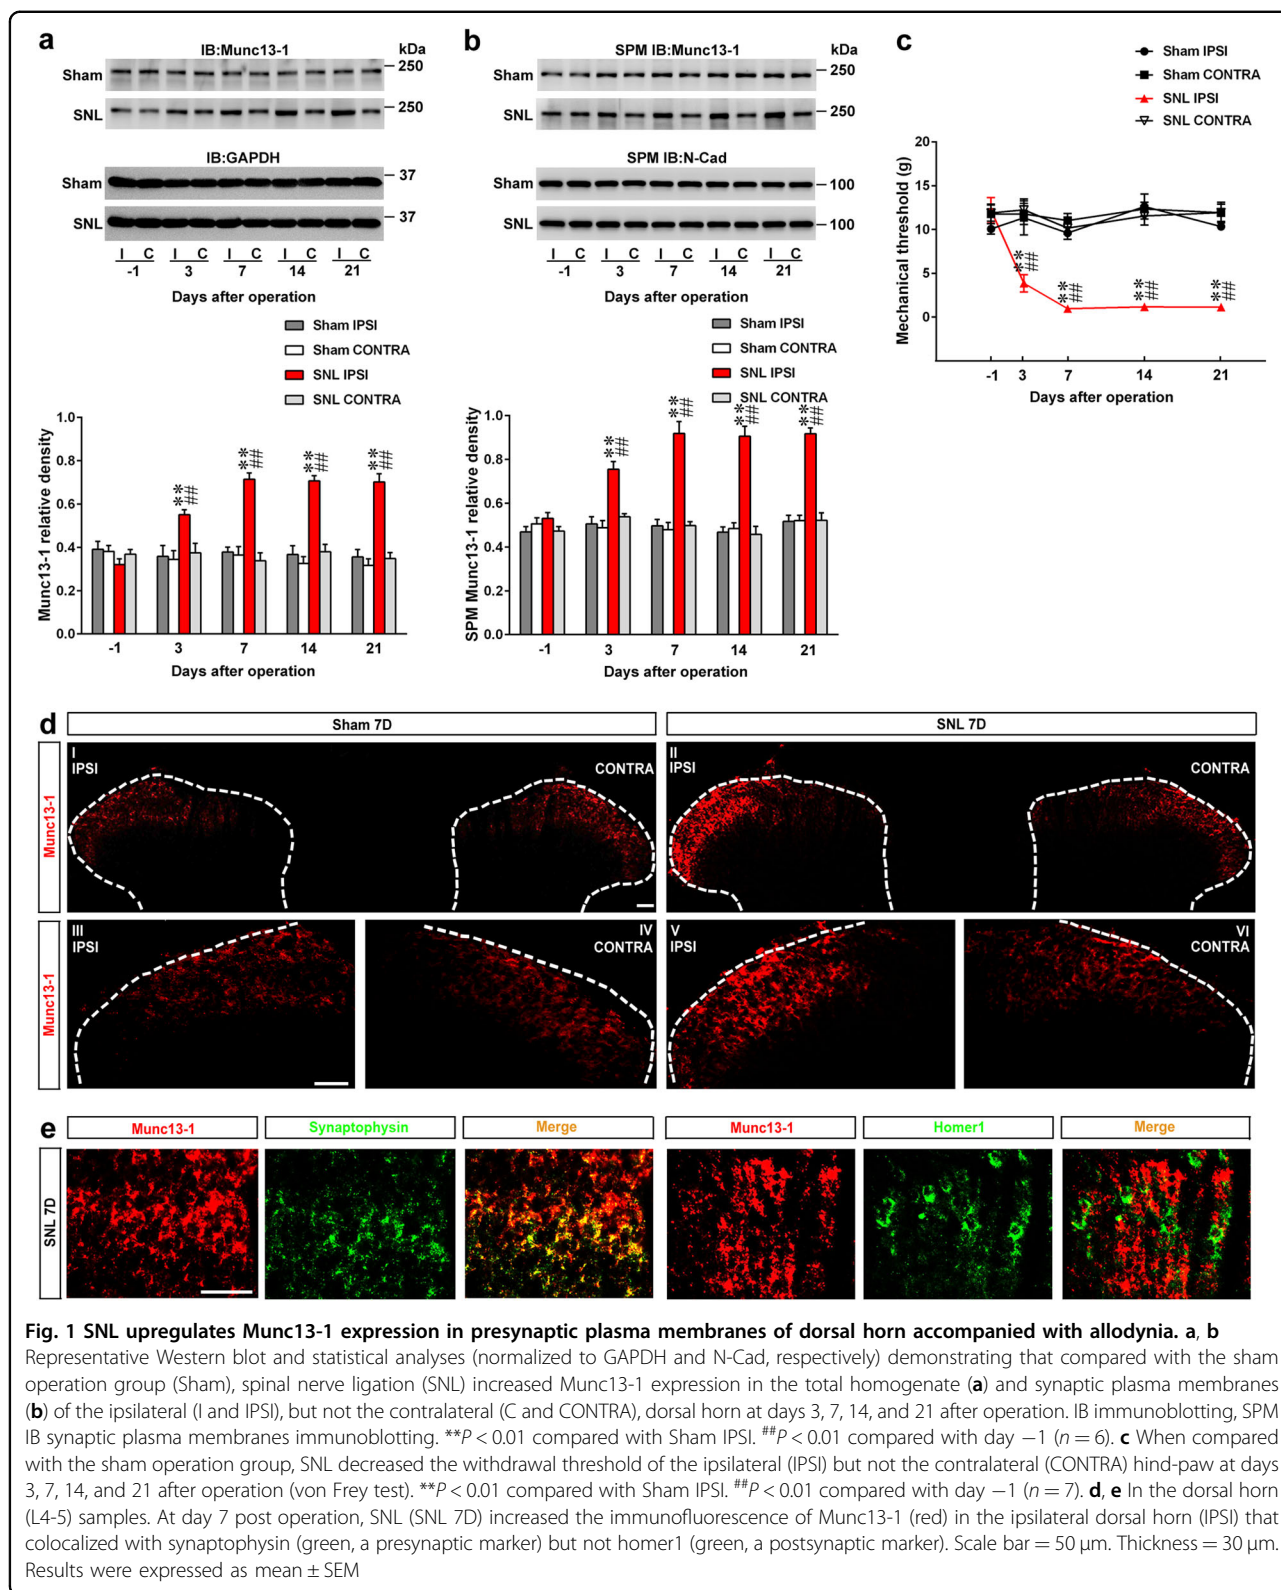 a
IB:Munc13-1
kDa
Sham
250
SNL
250
IB:GAPDH
Sham
37
SNL
37
I C I C I C I C I C
-1 3 7 14 21
Days after operation
Sham IPSI
Sham CONTRA
SNL IPSI
SNL CONTRA
Munc13-1 relative density
1.0
0.8
0.6
0.4
0.2
0.0
** ## ** ## ** ## ** ##
-1 3 7 14 21
Days after operation
b
SPM IB:Munc13-1
kDa
Sham
250
SNL
250
SPM IB:N-Cad
Sham
100
SNL
100
I C I C I C I C I C
-1 3 7 14 21
Days after operation
Sham IPSI
Sham CONTRA
SNL IPSI
SNL CONTRA
SPM Munc13-1 relative density
1.0
0.8
0.6
0.4
0.2
0.0
** ## ** ## ** ## ** ##
-1 3 7 14 21
Days after operation
c
Sham IPSI
Sham CONTRA
SNL IPSI
SNL CONTRA
Mechanical threshold (g)
20
15
10
5
0
** ## ** ## ** ## ** ##
-1 3 7 14 21
Days after operation
d
Sham 7D
SNL 7D
Munc13-1
I
IPSI
CONTRA
II
IPSI
CONTRA
Munc13-1
III
IPSI
IV
CONTRA
V
IPSI
VI
CONTRA
e
Munc13-1
Synaptophysin
Merge
Munc13-1
Homer1
Merge
SNL 7D
Fig. 1 SNL upregulates Munc13-1 expression in presynaptic plasma membranes of dorsal horn accompanied with allodynia. a, b
Representative Western blot and statistical analyses (normalized to GAPDH and N-Cad, respectively) demonstrating that compared with the sham
operation group (Sham), spinal nerve ligation (SNL) increased Munc13-1 expression in the total homogenate (a) and synaptic plasma membranes
(b) of the ipsilateral (I and IPSI), but not the contralateral (C and CONTRA), dorsal horn at days 3, 7, 14, and 21 after operation. IB immunoblotting, SPM
IB synaptic plasma membranes immunoblotting. **P < 0.01 compared with Sham IPSI. ##P < 0.01 compared with day −1 (n = 6). c When compared
with the sham operation group, SNL decreased the withdrawal threshold of the ipsilateral (IPSI) but not the contralateral (CONTRA) hind-paw at days
3, 7, 14, and 21 after operation (von Frey test). **P < 0.01 compared with Sham IPSI. ##P < 0.01 compared with day −1 (n = 7). d, e In the dorsal horn
(L4-5) samples. At day 7 post operation, SNL (SNL 7D) increased the immunofluorescence of Munc13-1 (red) in the ipsilateral dorsal horn (IPSI) that
colocalized with synaptophysin (green, a presynaptic marker) but not homer1 (green, a postsynaptic marker). Scale bar = 50 μm. Thickness = 30 μm.
Results were expressed as mean ± SEM